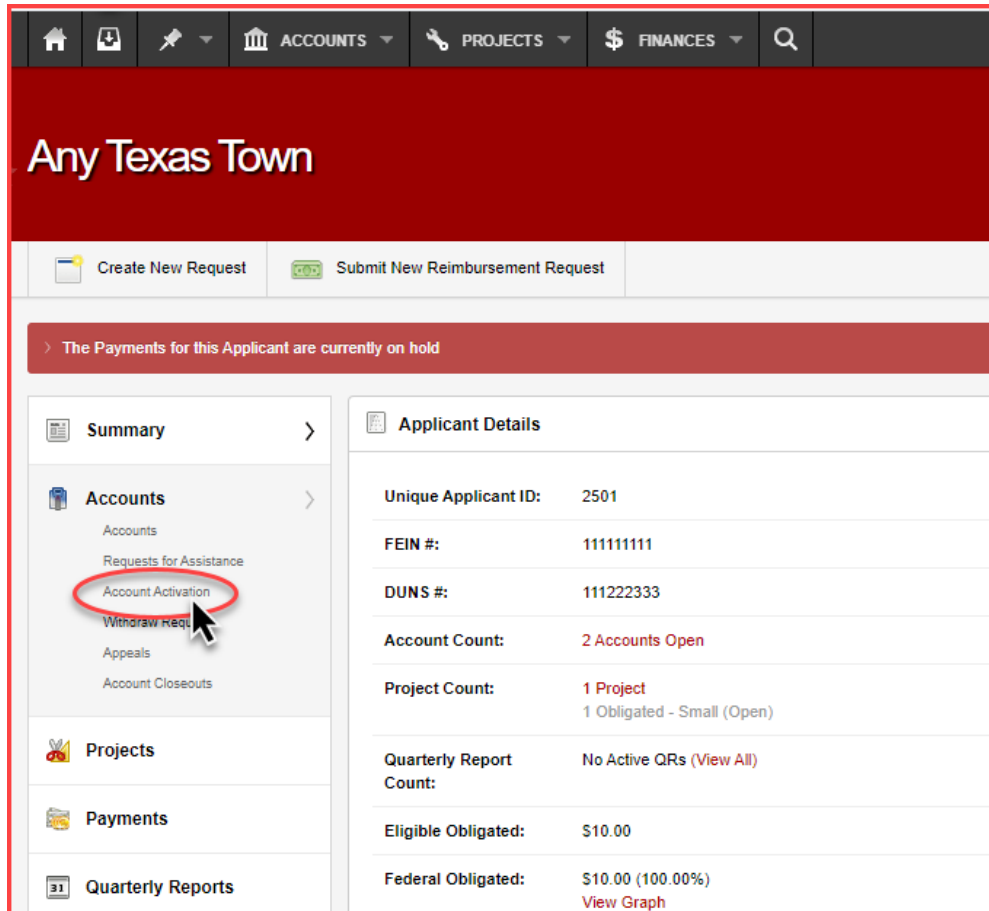 ACCOUNTS PROJECTS $ FINANCES
Any Texas Town
Create New Request Submit New Reimbursement Request
> The Payments for this Applicant are currently on hold
Summary
Accounts
Accounts
Requests for Assistance
Account Activation
Withdraw
Appeals
Account Closeouts
Projects
Payments
31 Quarterly Reports
Applicant Details
Unique Applicant ID: 2501
FEIN #: 111111111
DUNS #: 111222333
Account Count: 2 Accounts Open
Project Count: 1 Project
1 Obligated - Small (Open)
Quarterly Report No Active QRs (View All)
Count:
Eligible Obligated: $10.00
Federal Obligated: $10.00 (100.00%)
View Graph